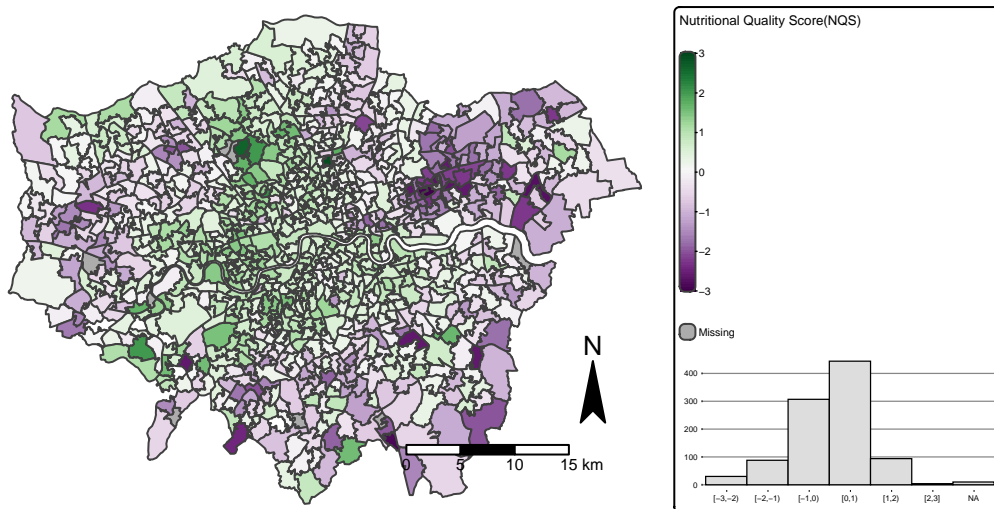 Nutritional Quality Score(NQS)
3
2
1
0
−1
−2
−3
Missing
N
0 5 10 15 km
400
300
200
100
0
[−3,−2) [−2,−1) [−1,0) [0,1) [1,2) [2,3] NA